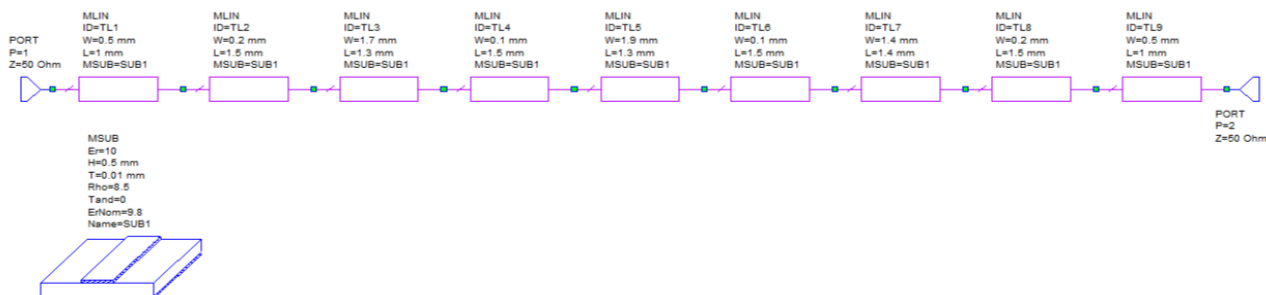 PORT
P=1
Z=50 Ohm
MLIN
ID=TL1
W=0.5 mm
L=1 mm
MSUB=SUB1
MLIN
ID=TL2
W=0.2 mm
L=1.5 mm
MSUB=SUB1
MLIN
ID=TL3
W=1.7 mm
L=1.3 mm
MSUB=SUB1
MLIN
ID=TL4
W=0.1 mm
L=1.5 mm
MSUB=SUB1
MLIN
ID=TL5
W=1.9 mm
L=1.3 mm
MSUB=SUB1
MLIN
ID=TL6
W=0.1 mm
L=1.5 mm
MSUB=SUB1
MLIN
ID=TL7
W=1.4 mm
L=1.4 mm
MSUB=SUB1
MLIN
ID=TL8
W=0.2 mm
L=1.5 mm
MSUB=SUB1
MLIN
ID=TL9
W=0.5 mm
L=1 mm
MSUB=SUB1
PORT
P=2
Z=50 Ohm
MSUB
Er=10
H=0.5 mm
T=0.01 mm
Rho=8.5
Tand=0
ErNom=9.8
Name=SUB1